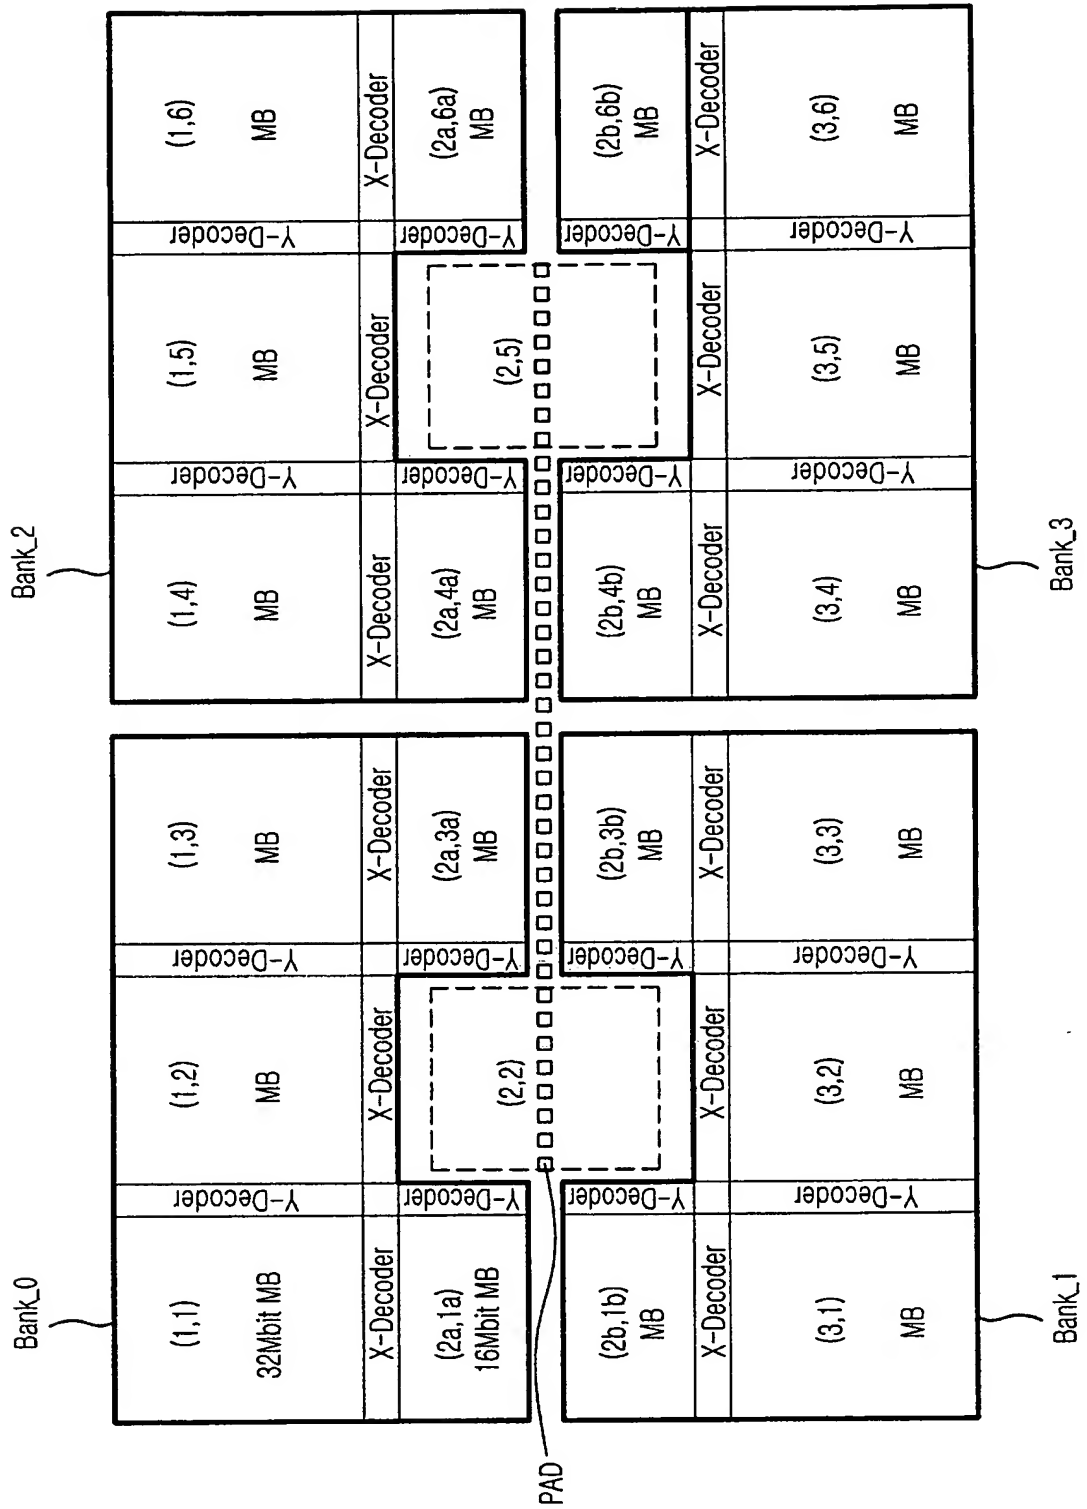 Bank_0
Bank_2
(1,1)
(1,2)
(1,3)
(1,4)
(1,5)
(1,6)
32Mbit MB
MB
MB
MB
MB
MB
Y-Decoder
Y-Decoder
Y-Decoder
Y-Decoder
X-Decoder
X-Decoder
X-Decoder
X-Decoder
X-Decoder
X-Decoder
(2a,1a)
(2a,3a)
(2a,4a)
(2a,6a)
16Mbit MB
MB
MB
MB
Y-Decoder
Y-Decoder
Y-Decoder
Y-Decoder
(2,2)
(2,5)
PAD
(2b,1b)
(2b,3b)
(2b,4b)
(2b,6b)
MB
MB
MB
MB
Y-Decoder
Y-Decoder
Y-Decoder
Y-Decoder
X-Decoder
X-Decoder
X-Decoder
X-Decoder
X-Decoder
X-Decoder
(3,1)
(3,2)
(3,3)
(3,4)
(3,5)
(3,6)
MB
MB
MB
MB
MB
MB
Y-Decoder
Y-Decoder
Y-Decoder
Y-Decoder
Bank_1
Bank_3